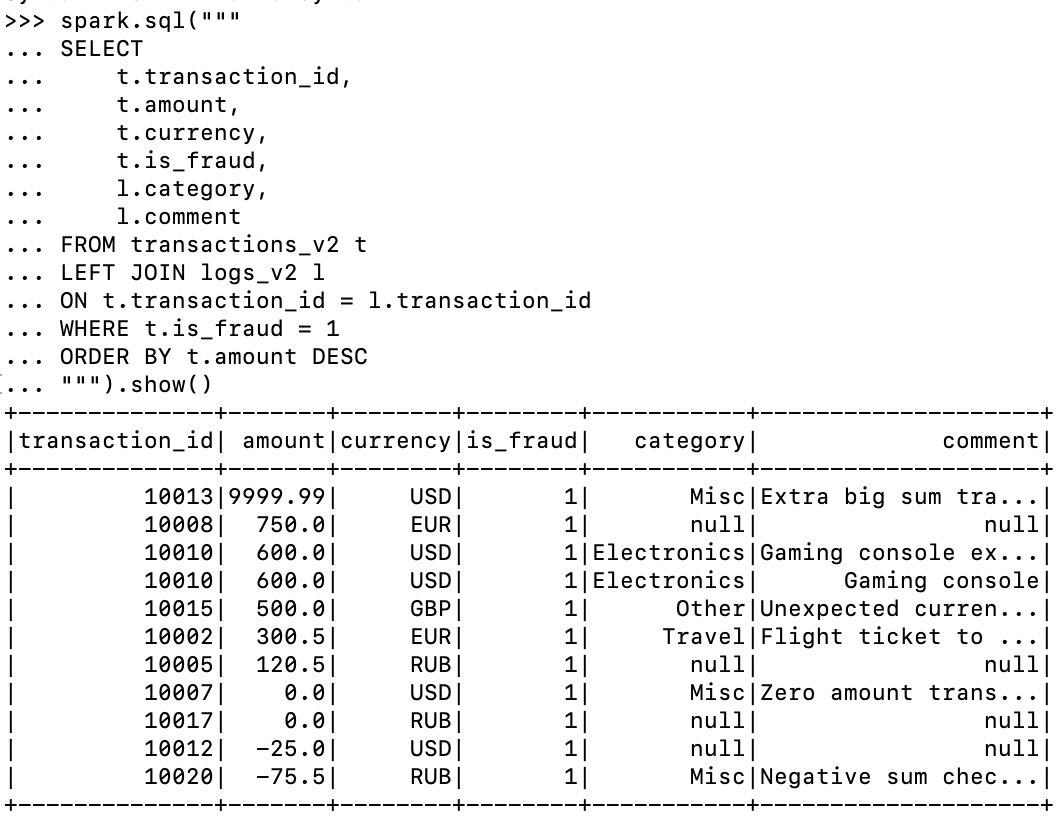 >>> spark.sql("""
... SELECT
...     t.transaction_id,
...     t.amount,
...     t.currency,
...     t.is_fraud,
...     l.category,
...     l.comment
... FROM transactions_v2 t
... LEFT JOIN logs_v2 l
... ON t.transaction_id = l.transaction_id
... WHERE t.is_fraud = 1
... ORDER BY t.amount DESC
... """).show()
+--------------+-------+--------+--------+-----------+--------------------+
|transaction_id| amount|currency|is_fraud|   category|             comment|
+--------------+-------+--------+--------+-----------+--------------------+
|         10013|9999.99|     USD|       1|       Misc|Extra big sum tra...|
|         10008|  750.0|     EUR|       1|       null|                null|
|         10010|  600.0|     USD|       1|Electronics|Gaming console ex...|
|         10010|  600.0|     USD|       1|Electronics|      Gaming console|
|         10015|  500.0|     GBP|       1|      Other|Unexpected curren...|
|         10002|  300.5|     EUR|       1|     Travel|Flight ticket to ...|
|         10005|  120.5|     RUB|       1|       null|                null|
|         10007|    0.0|     USD|       1|       Misc|Zero amount trans...|
|         10017|    0.0|     RUB|       1|       null|                null|
|         10012|  -25.0|     USD|       1|       null|                null|
|         10020|  -75.5|     RUB|       1|       Misc|Negative sum chec...|
+--------------+-------+--------+--------+-----------+--------------------+